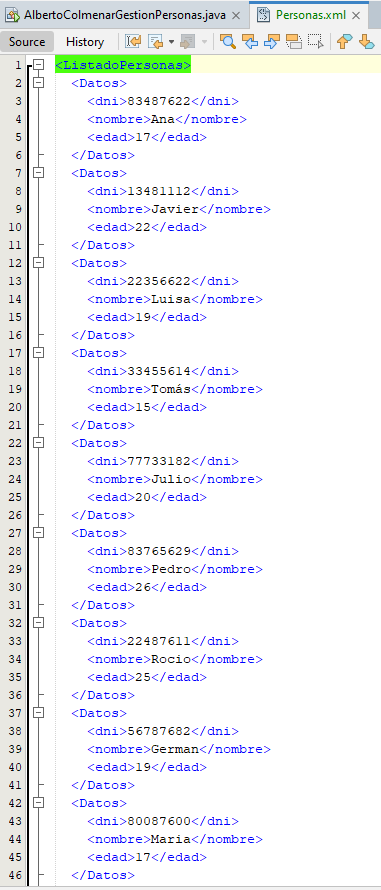 AlbertoColmenarGestionPersonas.java
Personas.xml
Source
History
1 <ListadoPersonas>
2 <Datos>
3 <dni>83487622</dni>
4 <nombre>Ana</nombre>
5 <edad>17</edad>
6 </Datos>
7 <Datos>
8 <dni>13481112</dni>
9 <nombre>Javier</nombre>
10 <edad>22</edad>
11 </Datos>
12 <Datos>
13 <dni>22356622</dni>
14 <nombre>Luisa</nombre>
15 <edad>19</edad>
16 </Datos>
17 <Datos>
18 <dni>33455614</dni>
19 <nombre>Tomás</nombre>
20 <edad>15</edad>
21 </Datos>
22 <Datos>
23 <dni>77733182</dni>
24 <nombre>Julio</nombre>
25 <edad>20</edad>
26 </Datos>
27 <Datos>
28 <dni>83765629</dni>
29 <nombre>Pedro</nombre>
30 <edad>26</edad>
31 </Datos>
32 <Datos>
33 <dni>22487611</dni>
34 <nombre>Rocio</nombre>
35 <edad>25</edad>
36 </Datos>
37 <Datos>
38 <dni>56787682</dni>
39 <nombre>German</nombre>
40 <edad>19</edad>
41 </Datos>
42 <Datos>
43 <dni>80087600</dni>
44 <nombre>Maria</nombre>
45 <edad>17</edad>
46 </Datos>